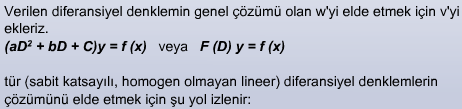 Verilen diferansiyel denklemin genel çözümü olan w'yi elde etmek için v'yi
ekleriz.
(aD² + bD + C)y = f (x) veya F (D) y = f (x)
tür (sabit katsayılı, homogen olmayan lineer) diferansiyel denklemlerin
çözümünü elde etmek için şu yol izlenir: